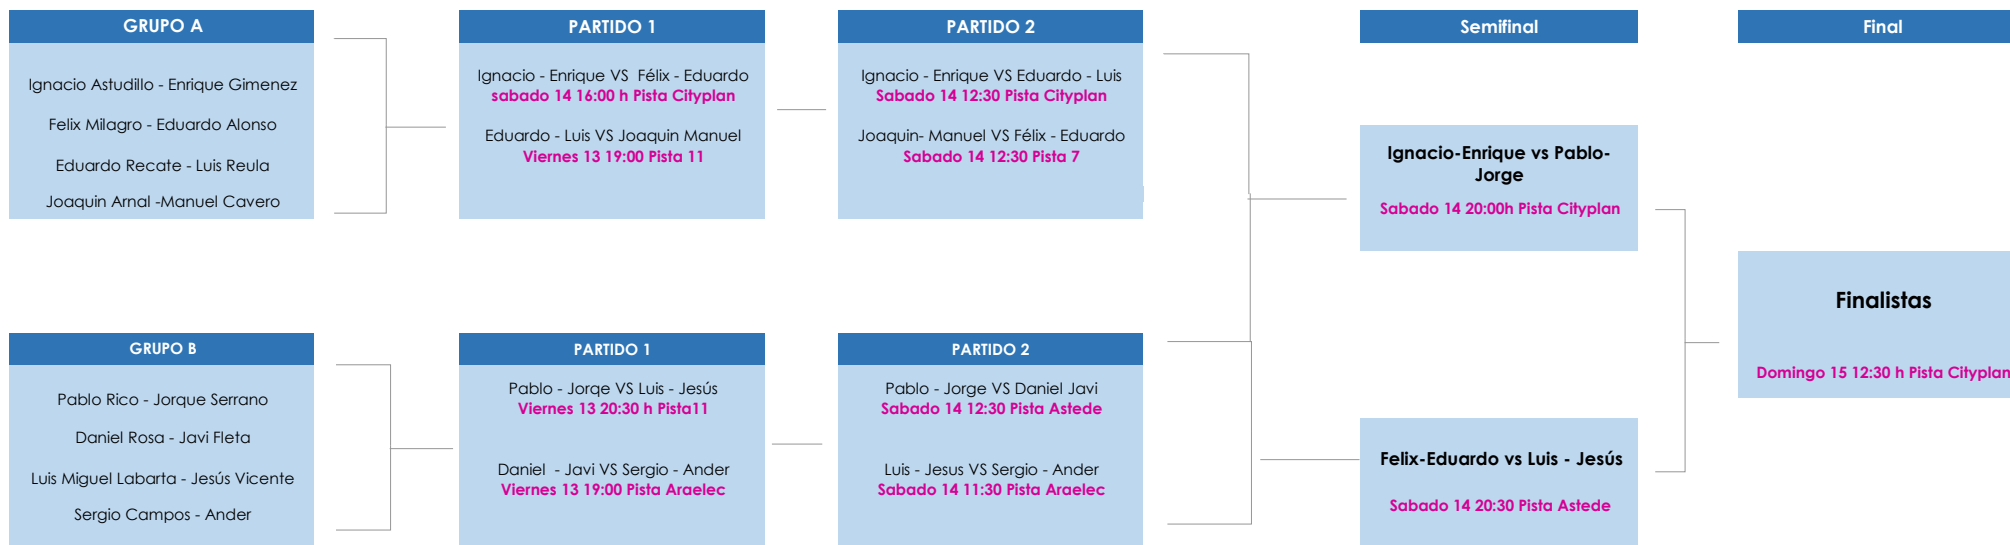 GRUPO A
Ignacio Astudillo - Enrique Gimenez
Felix Milagro - Eduardo Alonso
Eduardo Recate - Luis Reula
Joaquin Arnal -Manuel Cavero
PARTIDO 1
Ignacio - Enrique VS Félix - Eduardo
sabado 14 16:00 h Pista Cityplan
Eduardo - Luis VS Joaquin Manuel
Viernes 13 19:00 Pista 11
PARTIDO 2
Ignacio - Enrique VS Eduardo - Luis
Sabado 14 12:30 Pista Cityplan
Joaquin- Manuel VS Félix - Eduardo
Sabado 14 12:30 Pista 7
Semifinal
Ignacio-Enrique vs Pablo-
Jorge
Sabado 14 20:00h Pista Cityplan
Final
Finalistas
Domingo 15 12:30 h Pista Cityplan
GRUPO B
Pablo Rico - Jorque Serrano
Daniel Rosa - Javi Fleta
Luis Miguel Labarta - Jesús Vicente
Sergio Campos - Ander
PARTIDO 1
Pablo - Jorqe VS Luis - Jesús
Viernes 13 20:30 h Pista11
Daniel - Javi VS Sergio - Ander
Viernes 13 19:00 Pista Araelec
PARTIDO 2
Pablo - Jorge VS Daniel Javi
Sabado 14 12:30 Pista Astede
Luis - Jesus VS Sergio - Ander
Sabado 14 11:30 Pista Araelec
Felix-Eduardo vs Luis - Jesús
Sabado 14 20:30 Pista Astede